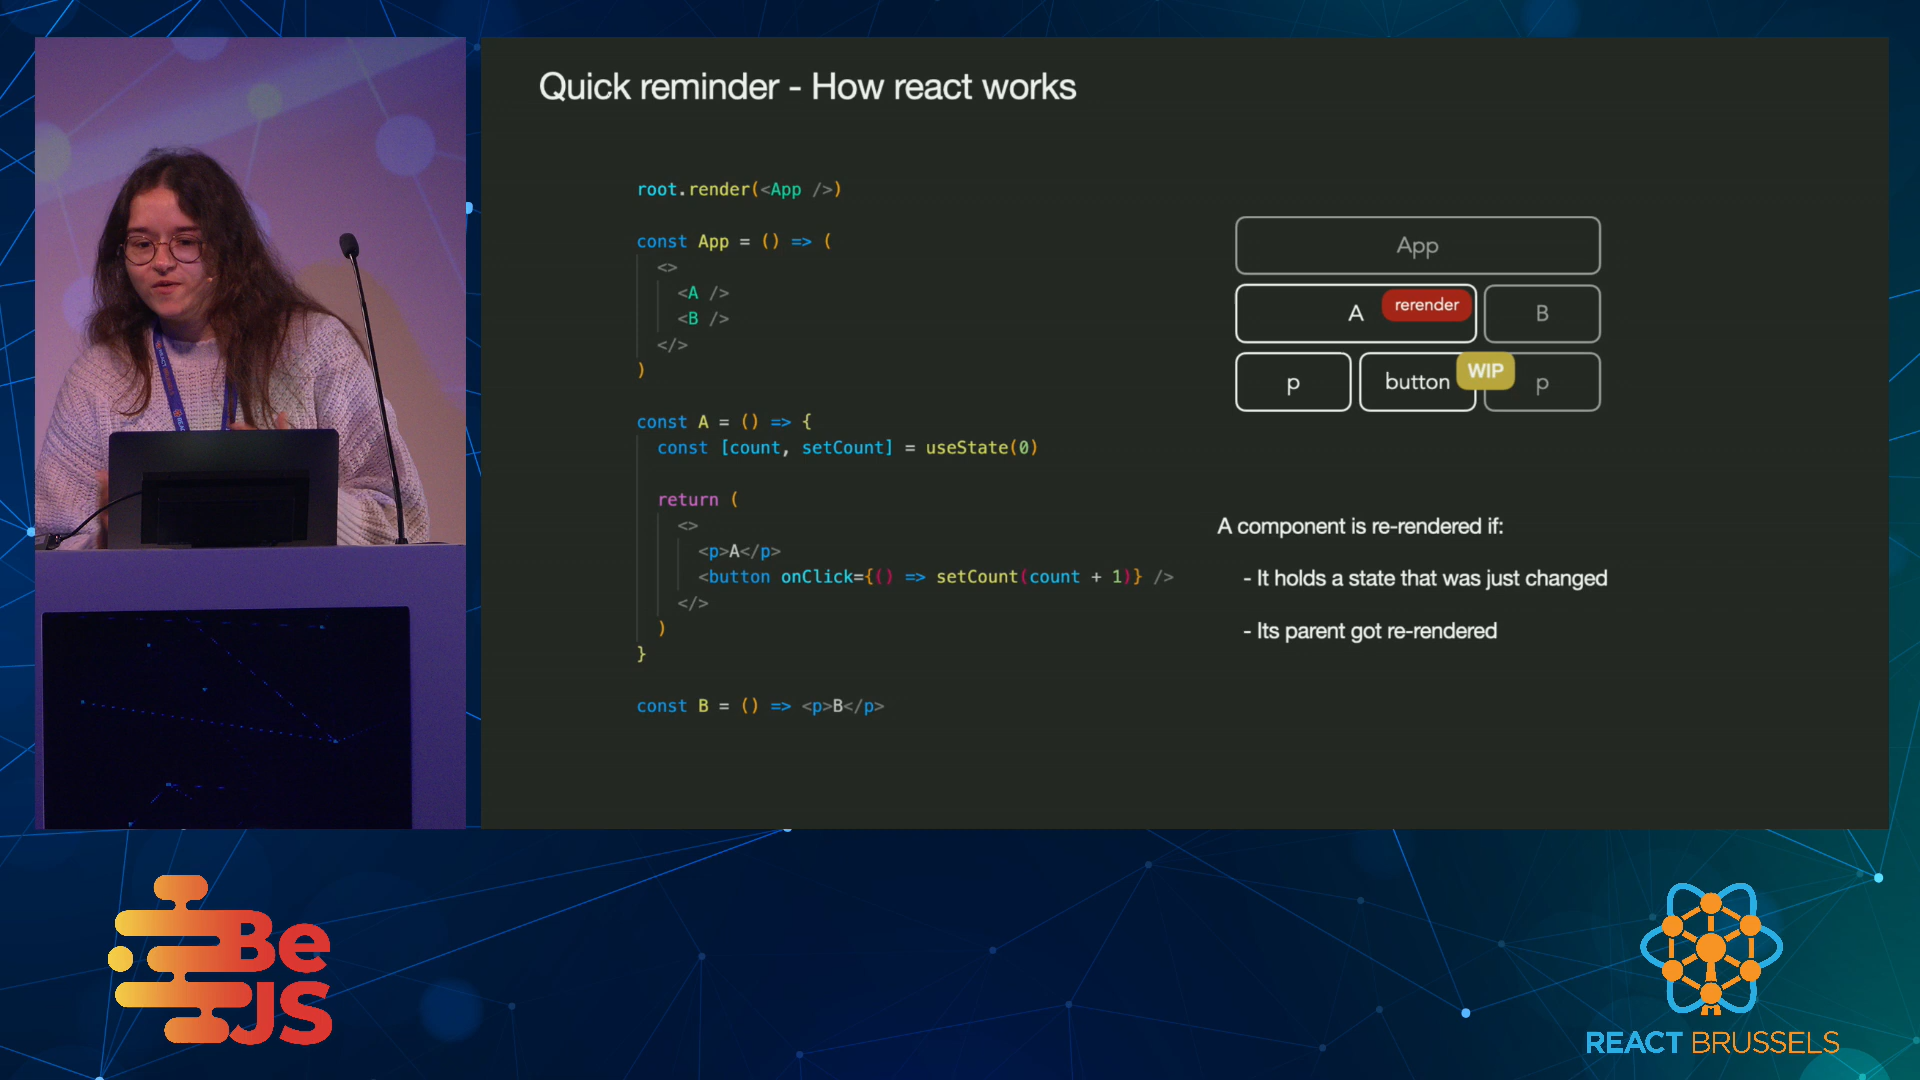 Quick reminder - How react works
root.render(<App />)
const App = () => (
<>
<A />
<B />
</>
)
const A = () => {
const [count, setCount] = useState(0)
return (
<>
<p>A</p>
<button onClick={() => setCount(count + 1)} />
</>
)
}
const B = () => <p>B</p>
App
A rerender B
p button WIP p
A component is re-rendered if:
- It holds a state that was just changed
- Its parent got re-rendered
Be
JS
REACT BRUSSELS